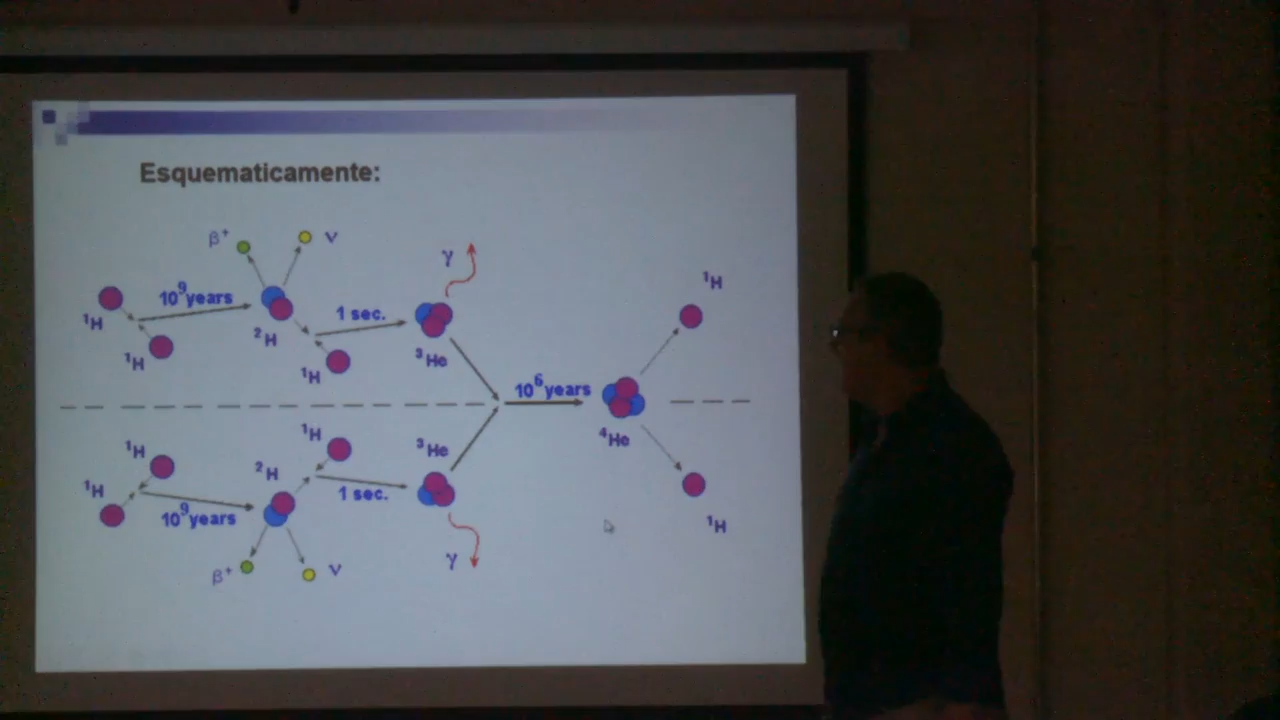 Esquematicamente:
β⁺ ν γ
¹H
10⁹years 1 sec.
¹H ²H
¹H ¹H ³He
10⁶years
¹H ¹H ³He ⁴He
¹H ²H
10⁹years 1 sec.
¹H
β⁺ ν γ